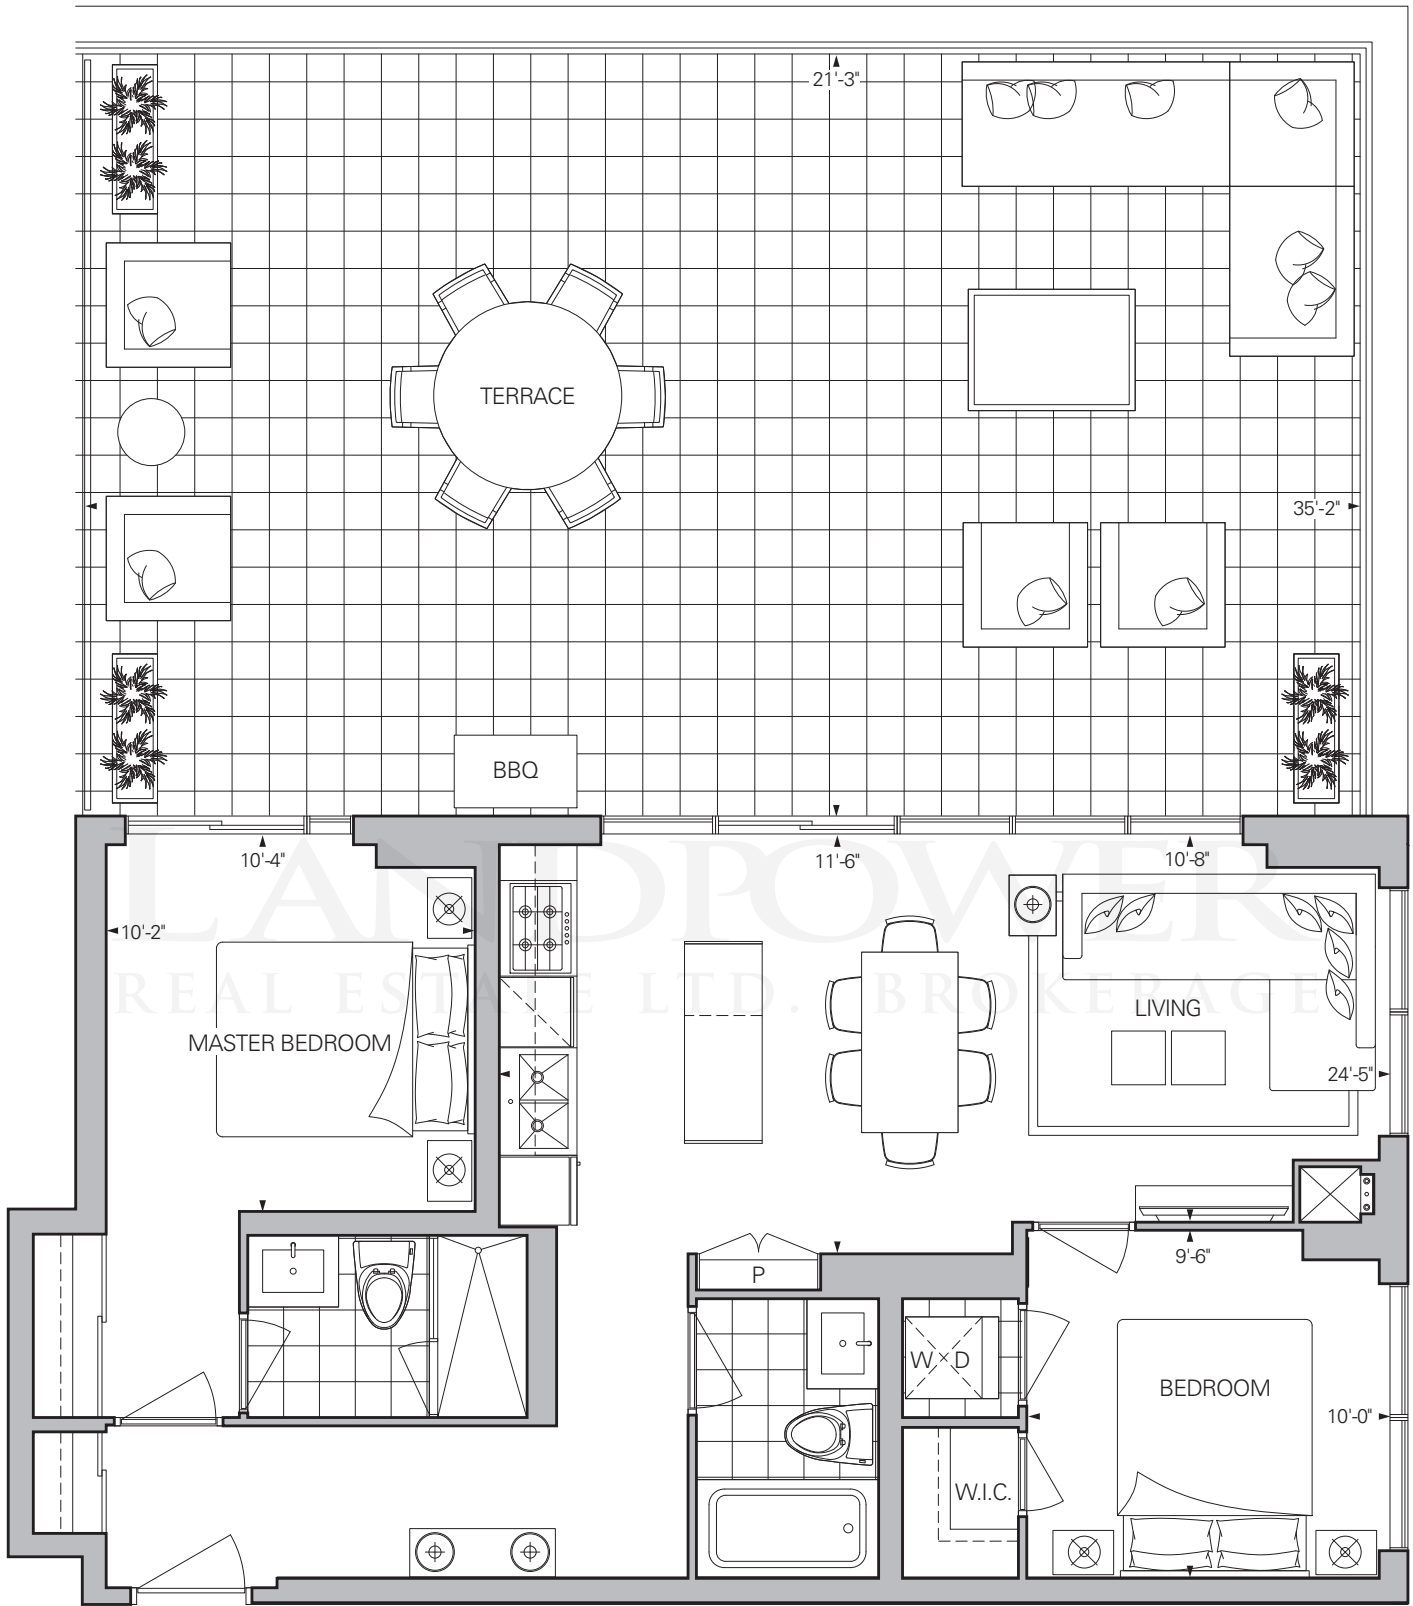 21'-3"
TERRACE
35'-2"
BBQ
LANDPOWER
REAL ESTATE LTD. BROKERAGE
10'-4"
11'-6"
10'-8"
10'-2"
LIVING
MASTER BEDROOM
24'-5"
9'-6"
P
W D
BEDROOM
10'-0"
W.I.C.